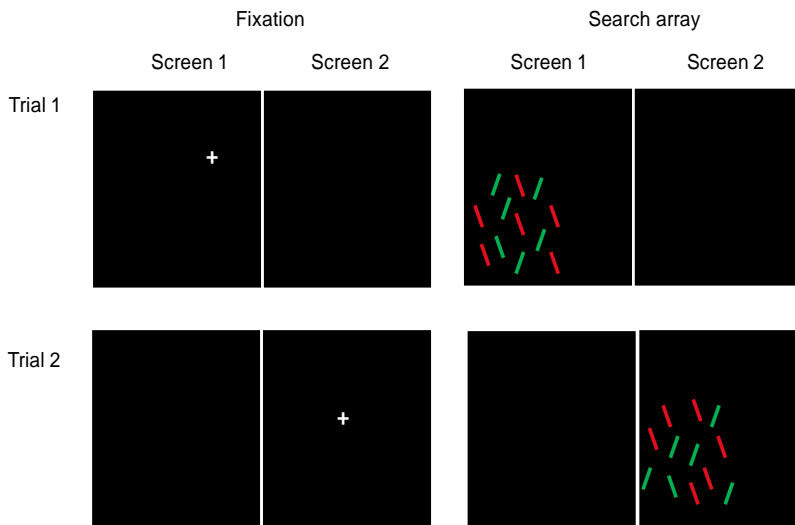 Fixation
Search array
Screen 1
Screen 2
Screen 1
Screen 2
Trial 1
Trial 2